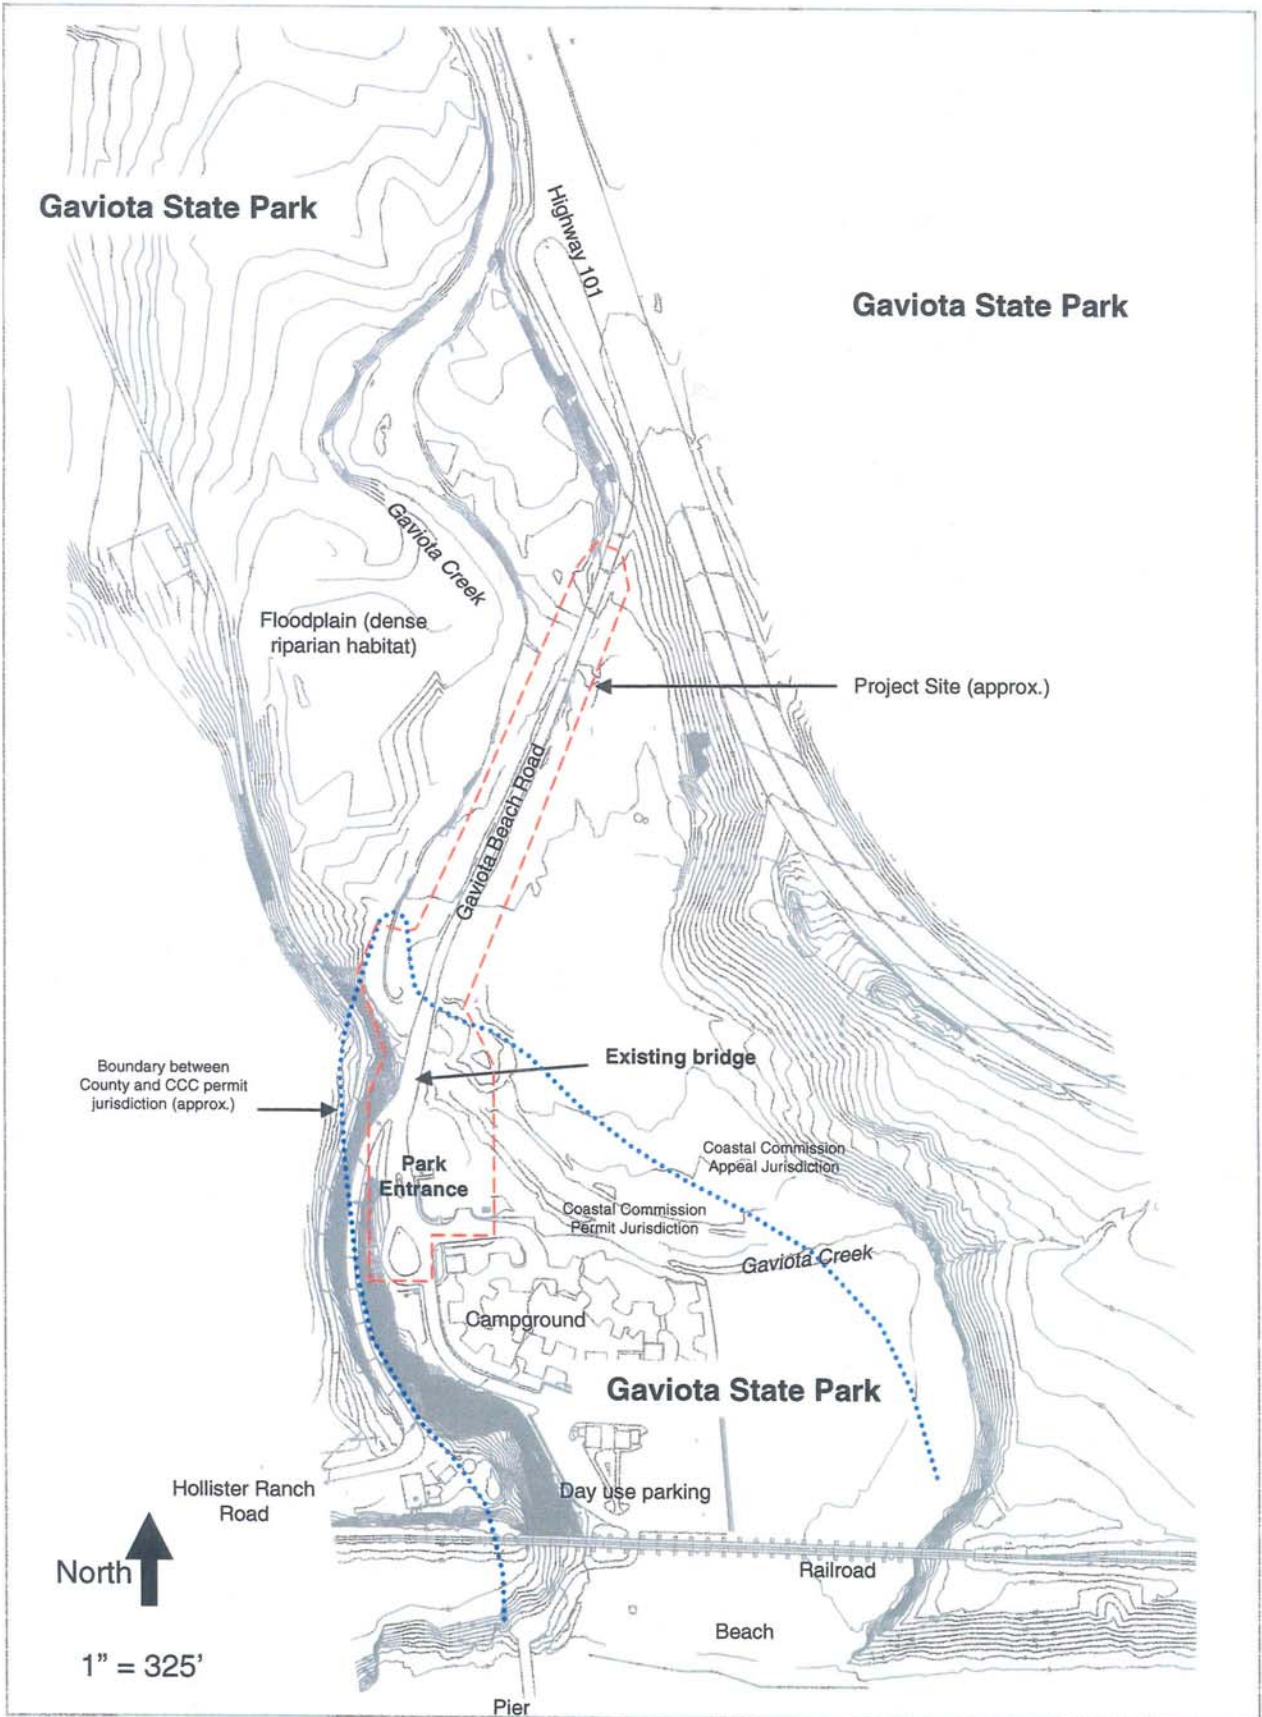 Gaviota State Park
Highway 101
Gaviota State Park
Gaviota Creek
Floodplain (dense
riparian habitat)
Project Site (approx.)
Gaviota Beach Road
Boundary between
County and CCC permit
jurisdiction (approx.)
Existing bridge
Coastal Commission
Appeal Jurisdiction
Park
Entrance
Coastal Commission
Permit Jurisdiction
Gaviota Creek
Campground
Gaviota State Park
Hollister Ranch
Road
Day use parking
North
Railroad
Beach
1” = 325’
Pier